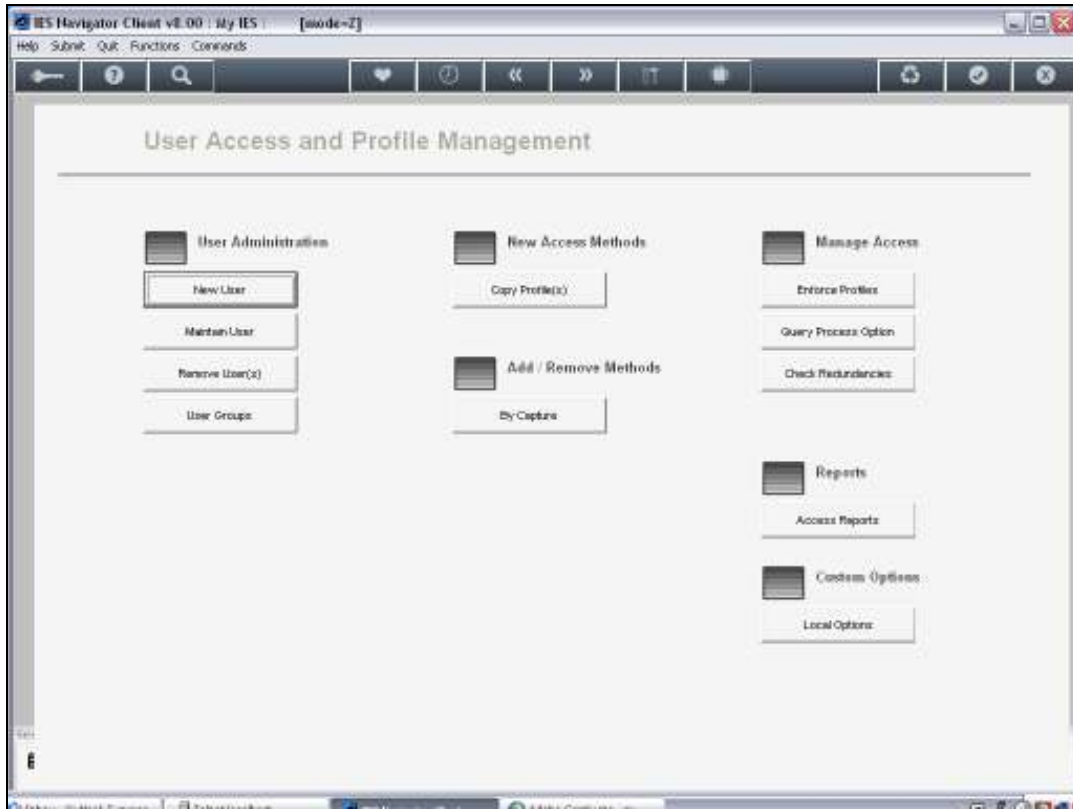 IES Navigator Client v8.00 : My IES : [mode=Z]
Help Submit Quit Functions Commands
User Access and Profile Management
User Administration
New User
Maintain User
Remove User(s)
User Groups
New Access Methods
Copy Profile(s)
Add / Remove Methods
By Capture
Manage Access
Enforce Profiles
Query Process Option
Check Redundancies
Reports
Access Reports
Custom Options
Local Options